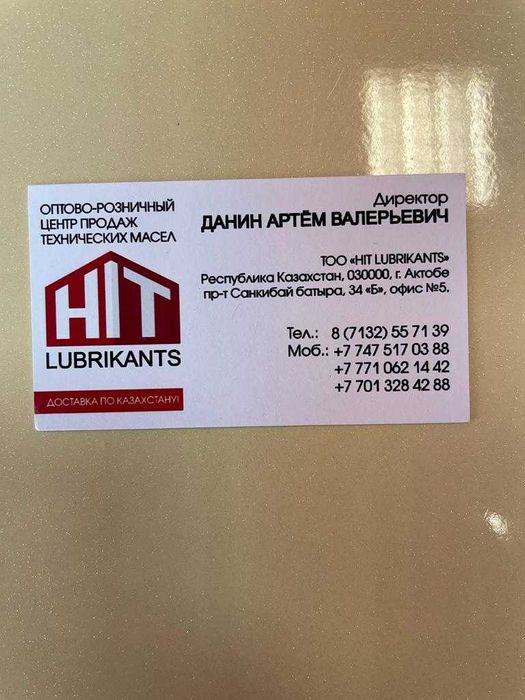 ОПТОВО-РОЗНИЧНЫЙ
ЦЕНТР ПРОДАЖ
ТЕХНИЧЕСКИХ МАСЕЛ
HIT
LUBRIKANTS
ДОСТАВКА ПО КАЗАХСТАНУ!
Директор
ДАНИН АРТЁМ ВАЛЕРЬЕВИЧ
ТОО «HIT LUBRIKANTS»
Республика Казахстан, 030000, г. Актобе
пр-т Санкибай батыра, 34 «Б», офис №5.
Тел.: 8 (7132) 55 71 39
Моб.: +7 747 517 03 88
+7 771 062 14 42
+7 701 328 42 88